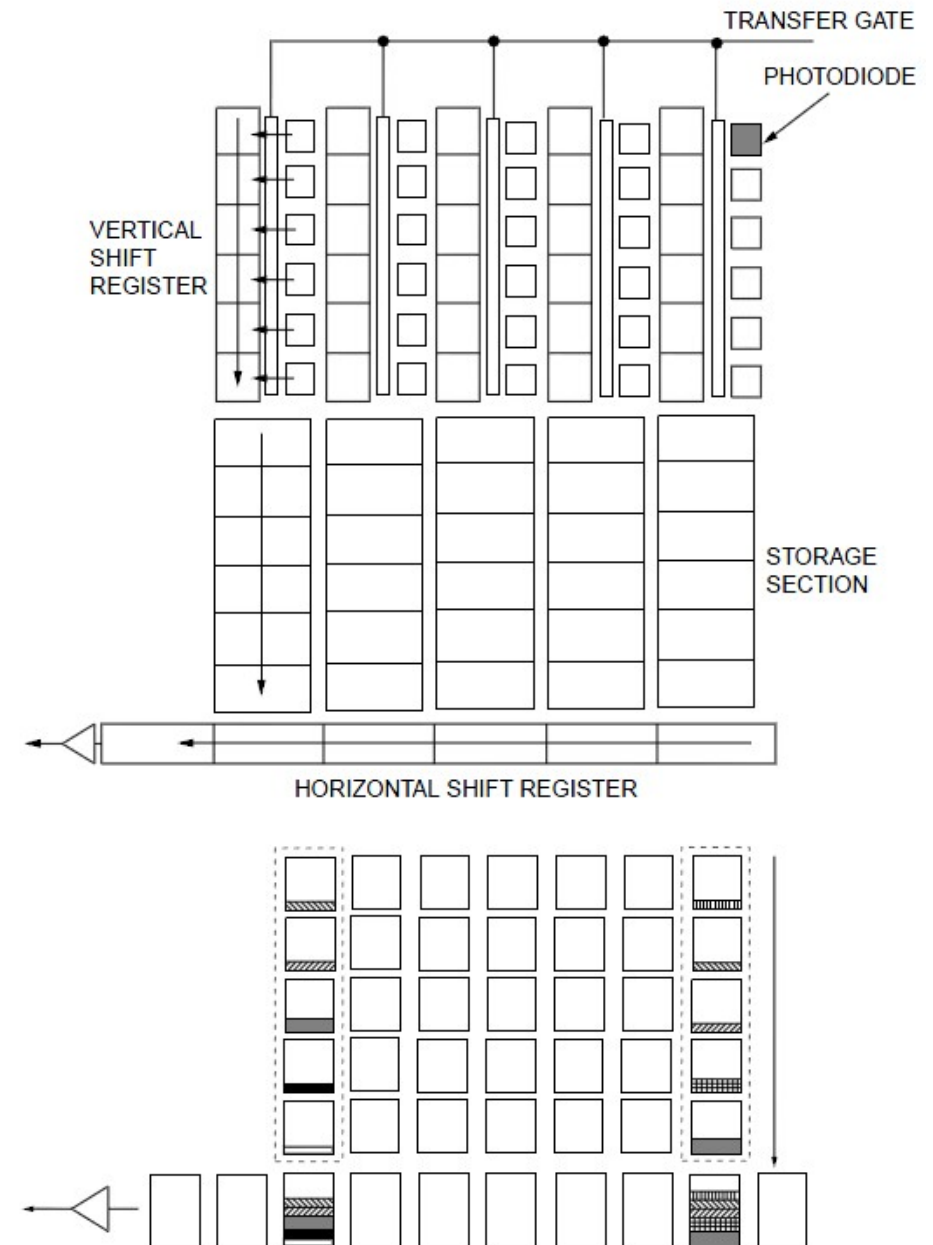 TRANSFER GATE
PHOTODIODE
VERTICAL
SHIFT
REGISTER
STORAGE
SECTION
HORIZONTAL SHIFT REGISTER